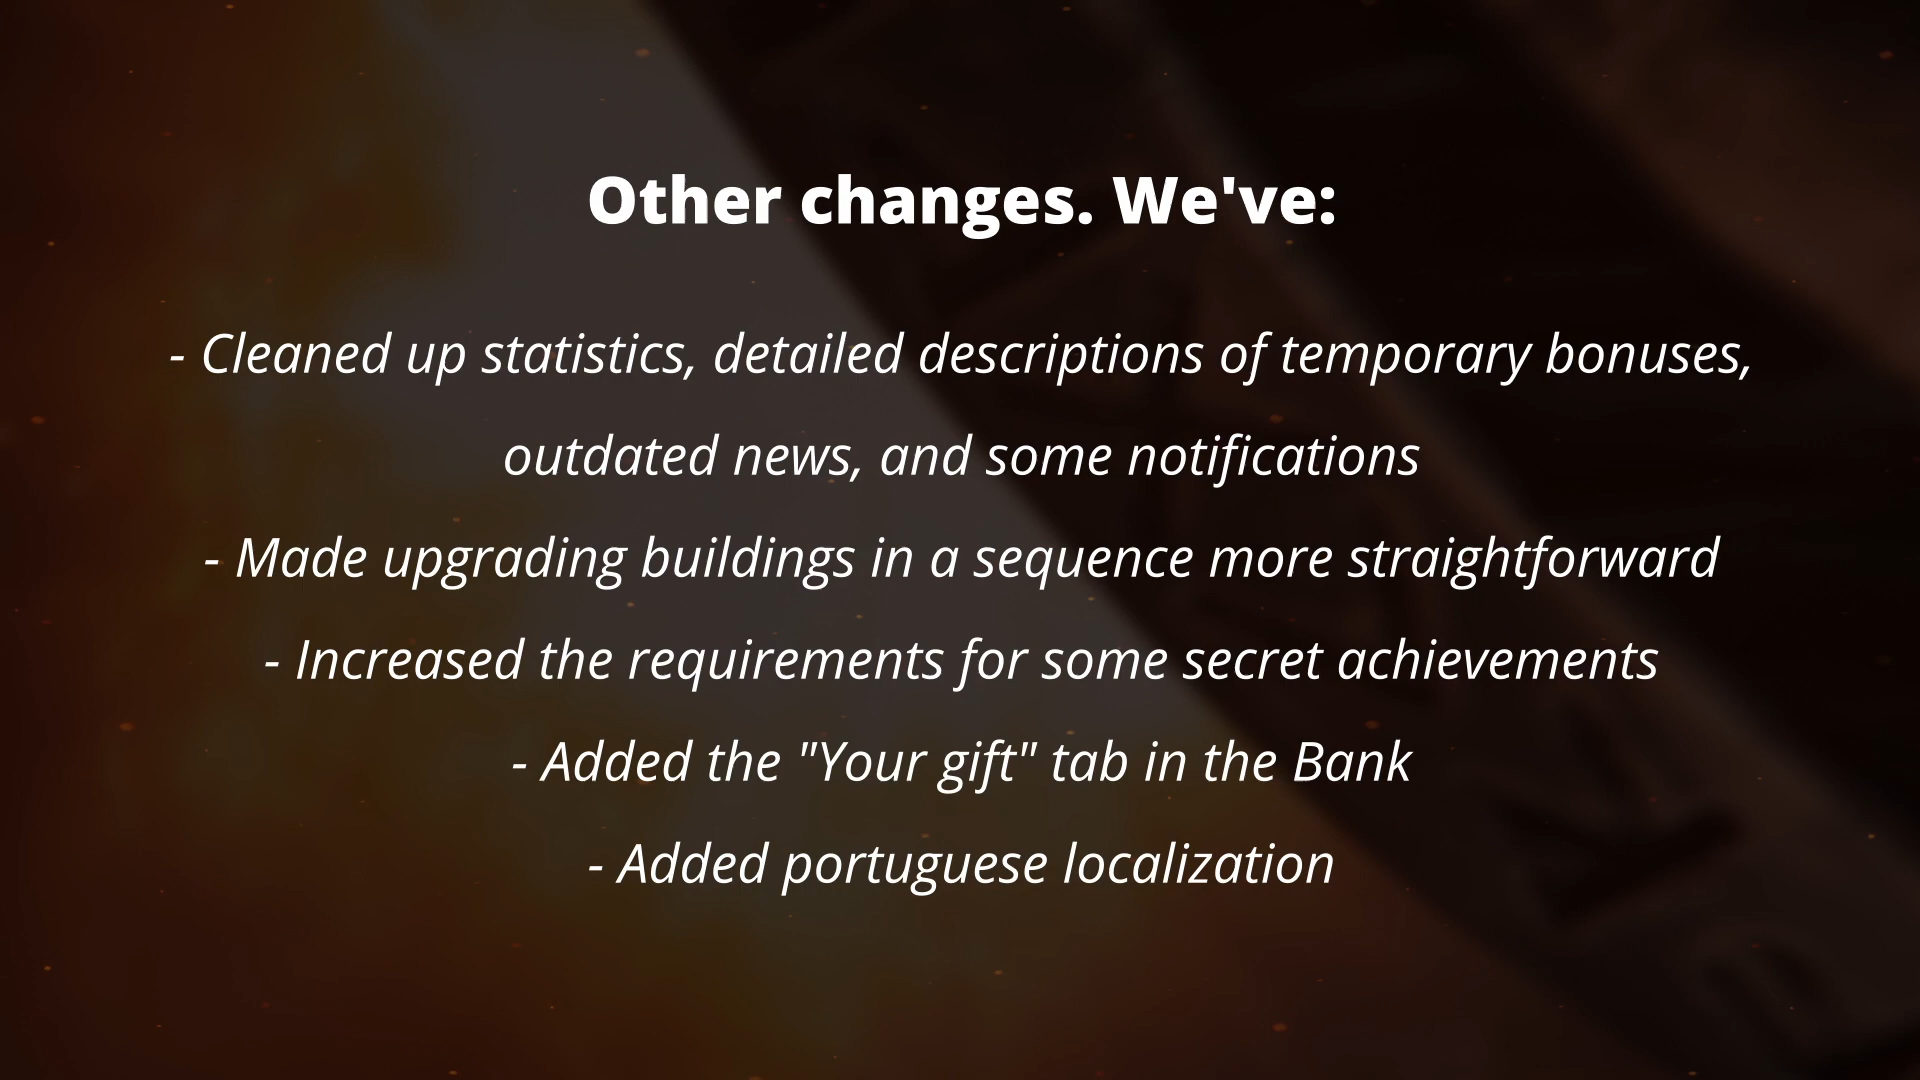 Other changes. We've:
- Cleaned up statistics, detailed descriptions of temporary bonuses,
outdated news, and some notifications
- Made upgrading buildings in a sequence more straightforward
- Increased the requirements for some secret achievements
- Added the "Your gift" tab in the Bank
- Added portuguese localization